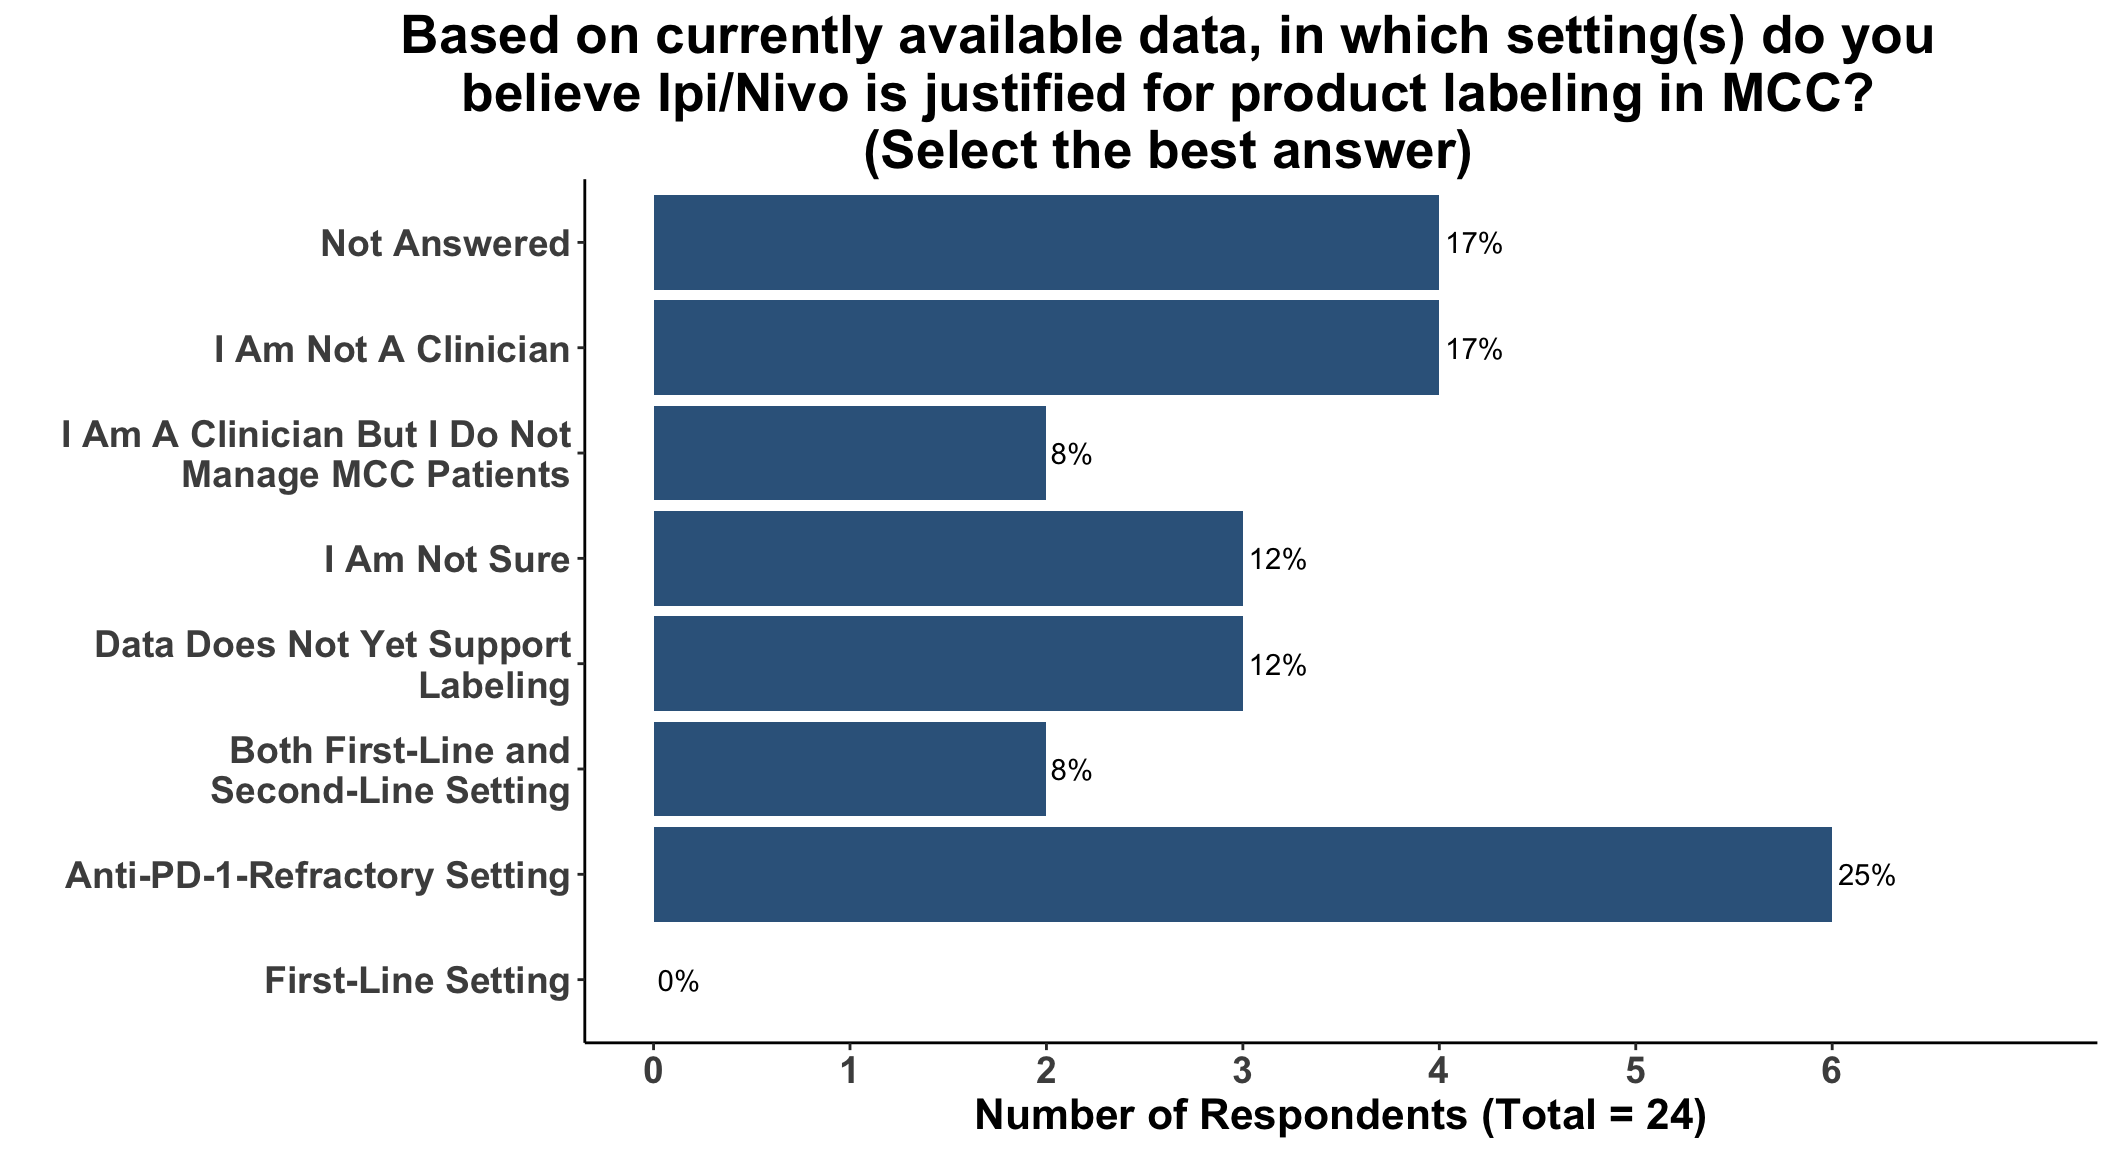 Based on currently available data, in which setting(s) do you
believe Ipi/Nivo is justified for product labeling in MCC?
(Select the best answer)
Not Answered
17%
I Am Not A Clinician
17%
I Am A Clinician But I Do Not
Manage MCC Patients
8%
I Am Not Sure
12%
Data Does Not Yet Support
Labeling
12%
Both First-Line and
Second-Line Setting
8%
Anti-PD-1-Refractory Setting
25%
First-Line Setting
0%
0 1 2 3 4 5 6
Number of Respondents (Total = 24)